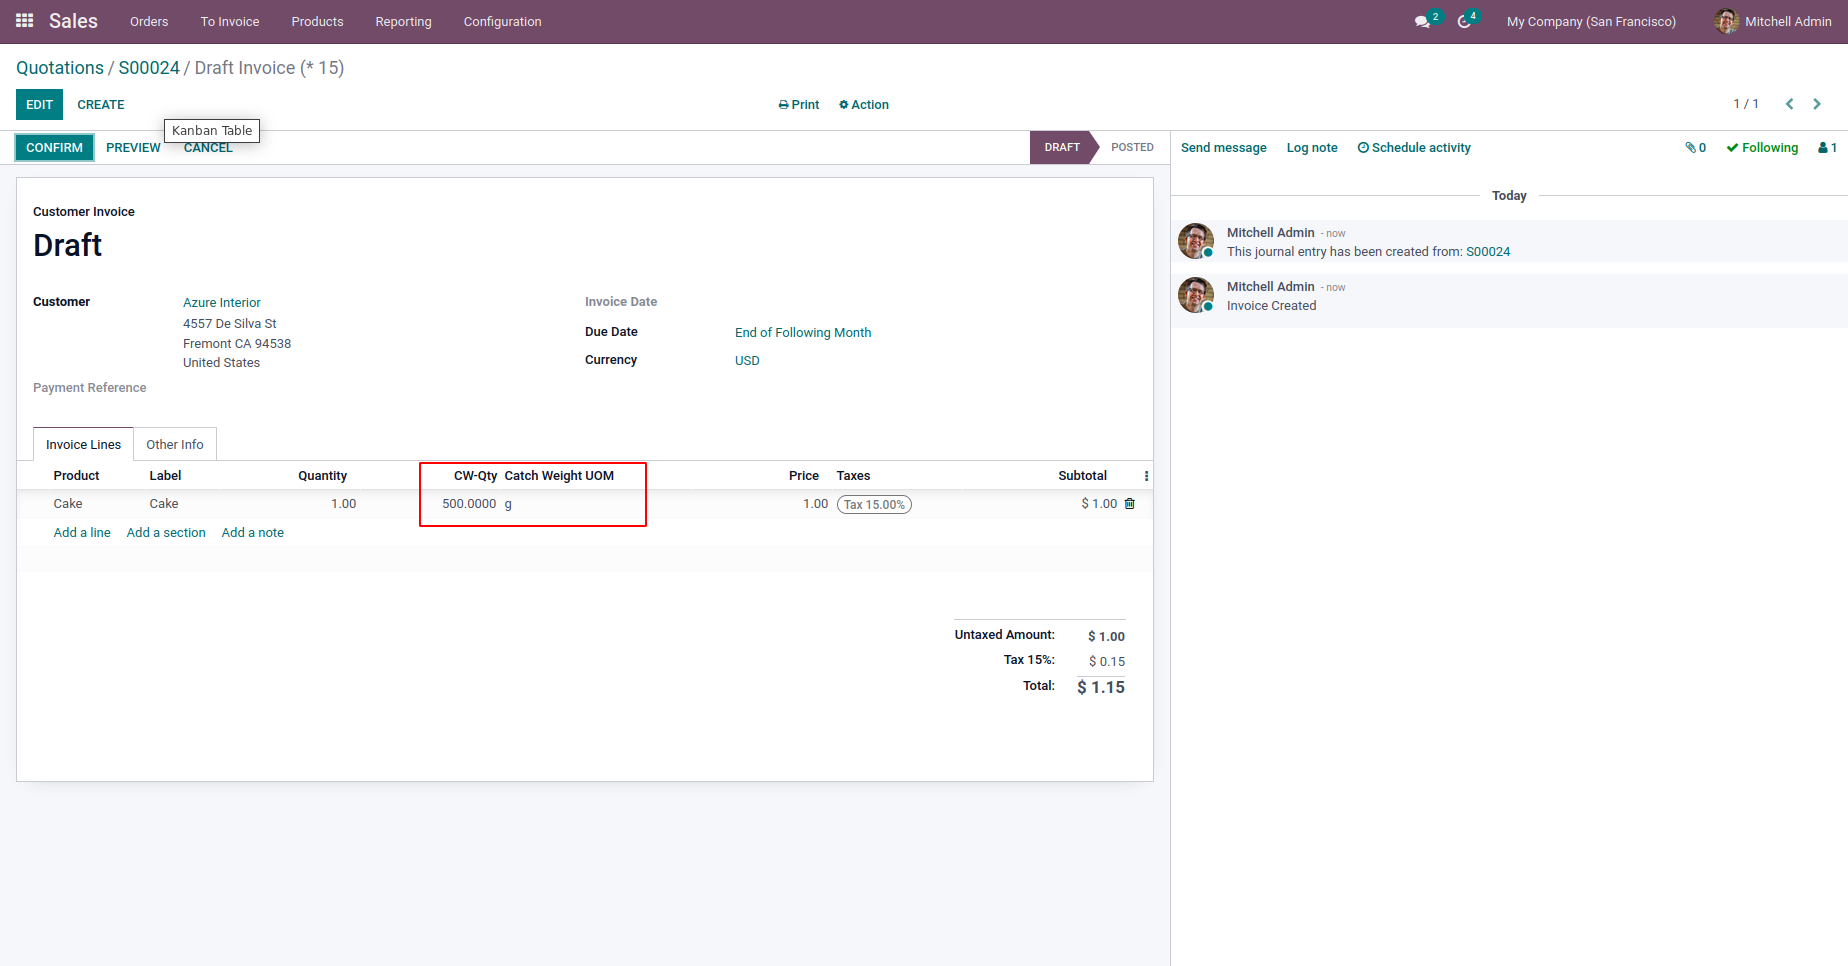 Sales Orders To Invoice Products Reporting Configuration 2 4 My Company (San Francisco) Mitchell Admin
Quotations / S00024 / Draft Invoice (* 15)
EDIT CREATE Print Action 1 / 1
Kanban Table
CONFIRM PREVIEW CANCEL DRAFT POSTED Send message Log note Schedule activity 0 Following 1
Today
Customer Invoice
Draft
Mitchell Admin - now
This journal entry has been created from: S00024
Mitchell Admin - now
Invoice Created
Customer Azure Interior
4557 De Silva St
Fremont CA 94538
United States
Invoice Date
Due Date End of Following Month
Currency USD
Payment Reference
Invoice Lines Other Info
Product Label Quantity CW-Qty Catch Weight UOM Price Taxes Subtotal
Cake Cake 1.00 500.0000 g 1.00 Tax 15.00% $ 1.00
Add a line Add a section Add a note
Untaxed Amount: $ 1.00
Tax 15%: $ 0.15
Total: $ 1.15